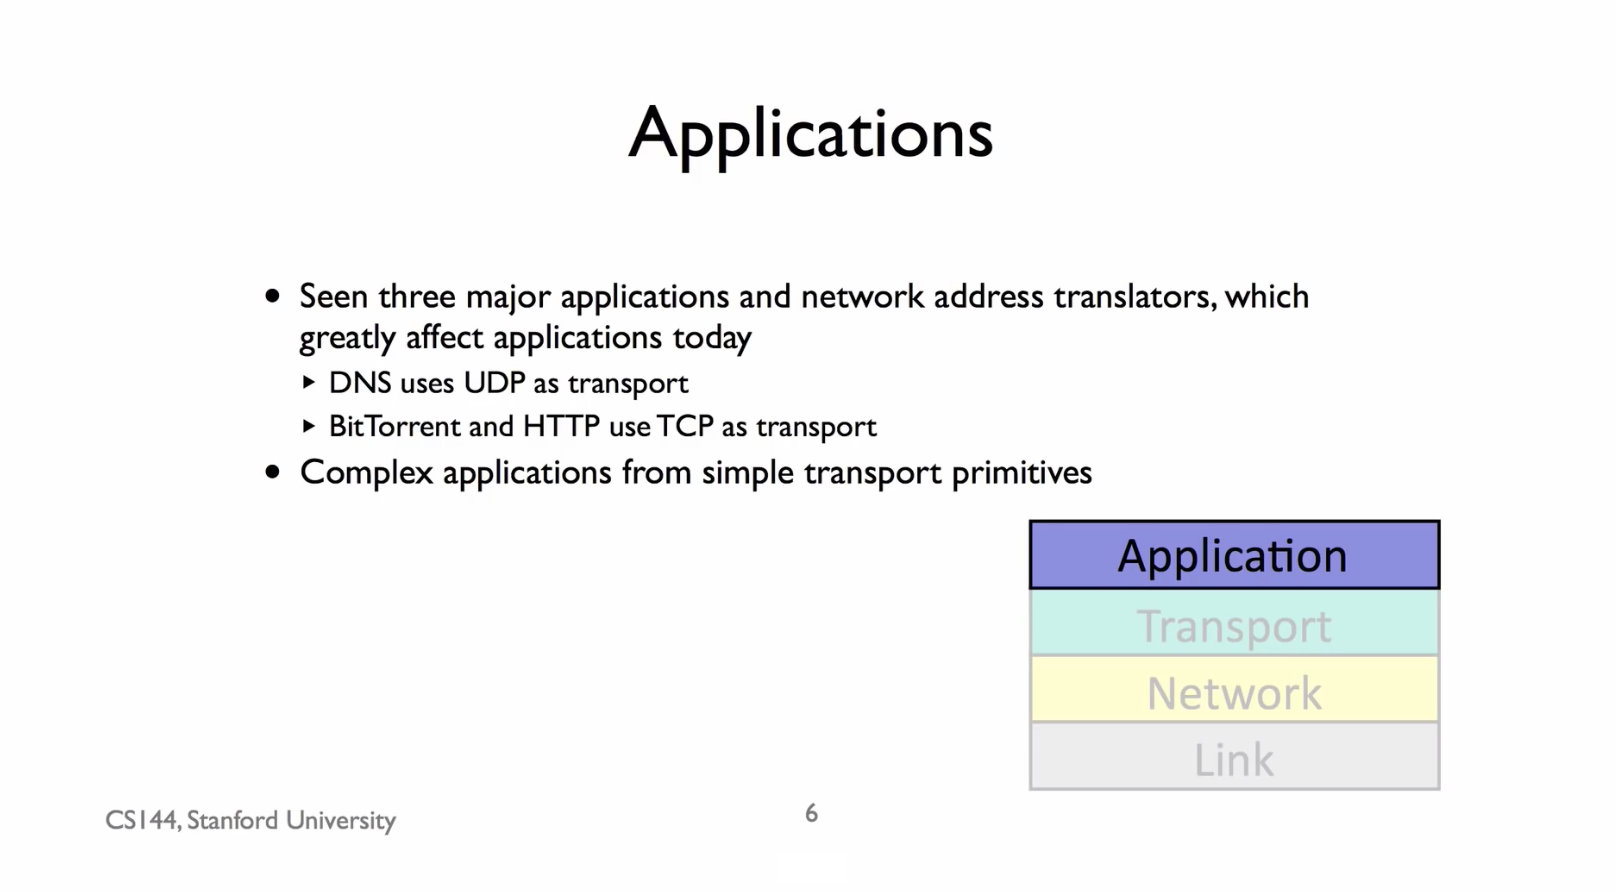 Applications
• Seen three major applications and network address translators, which
greatly affect applications today
‣ DNS uses UDP as transport
‣ BitTorrent and HTTP use TCP as transport
• Complex applications from simple transport primitives
Application
Transport
Network
Link
CS144, Stanford University
6